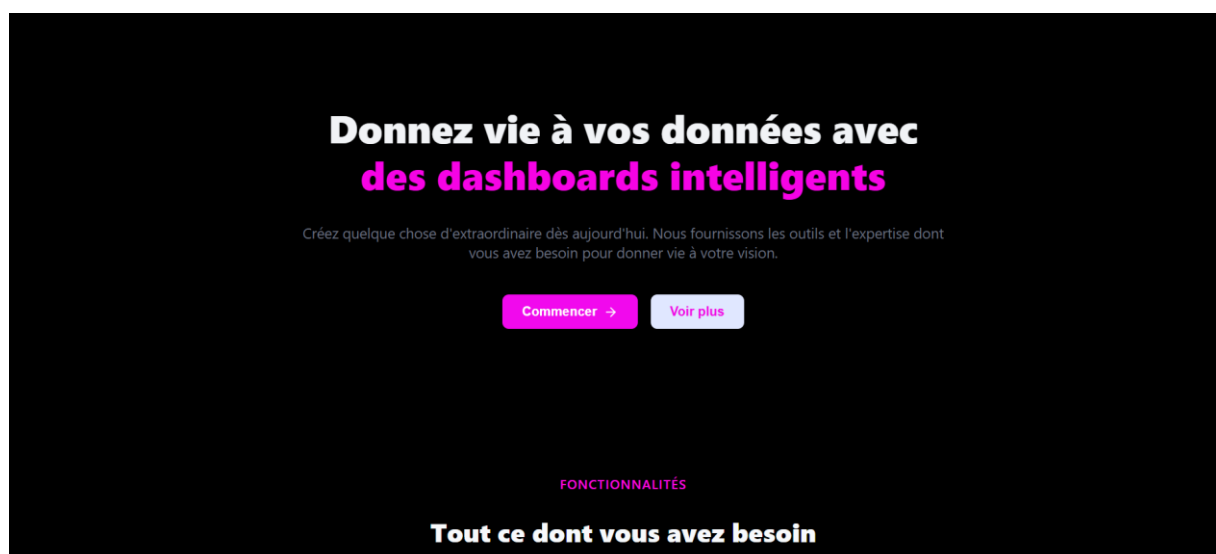 Donnez vie à vos données avec
des dashboards intelligents
Créez quelque chose d'extraordinaire dès aujourd'hui. Nous fournissons les outils et l'expertise dont
vous avez besoin pour donner vie à votre vision.
Commencer →
Voir plus
FONCTIONNALITÉS
Tout ce dont vous avez besoin